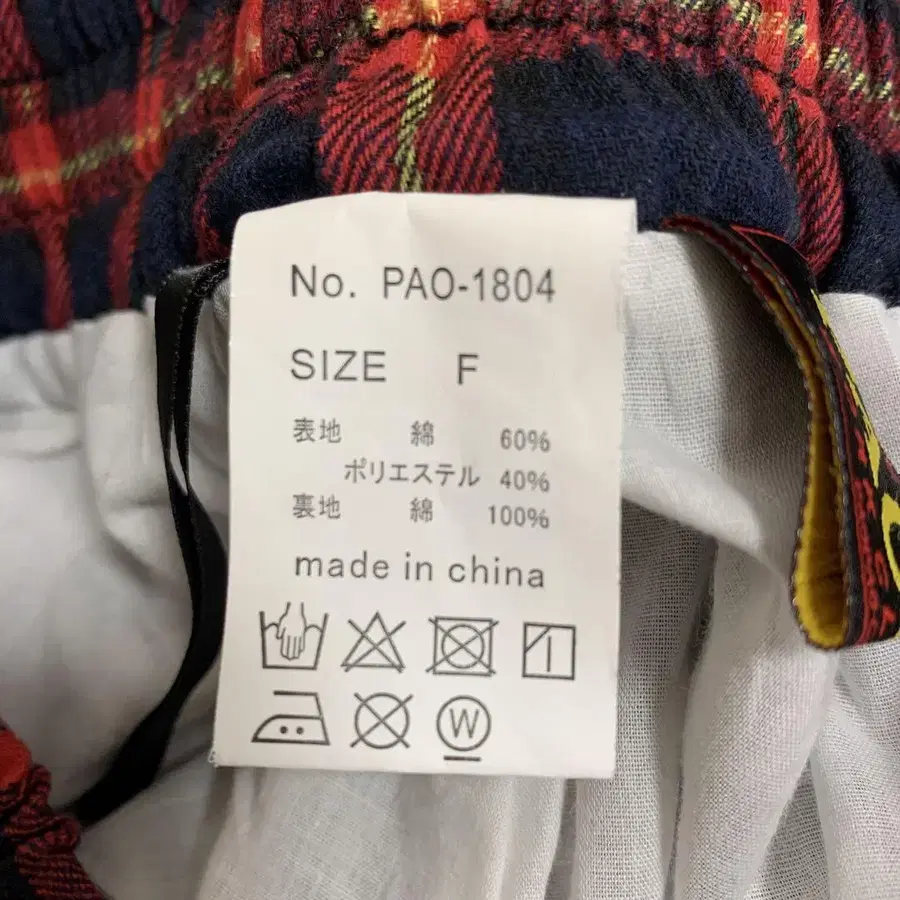 No. PAO-1804
SIZE F
表地 綿 60%
ポリエステル 40%
裏地 綿 100%
made in china
W